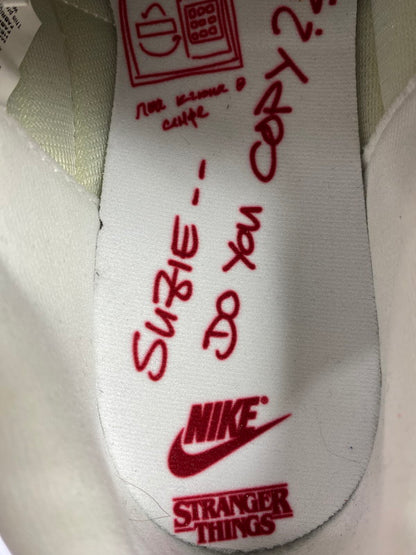 SUZIE--
DO YOU COPY??
NIKE®
STRANGER
THINGS